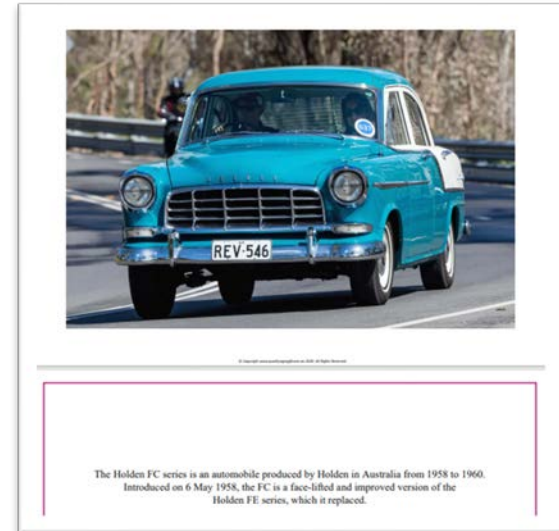 HOLDEN
REV·546
The Holden FC series is an automobile produced by Holden in Australia from 1958 to 1960.
Introduced on 6 May 1958, the FC is a face-lifted and improved version of the
Holden FE series, which it replaced.